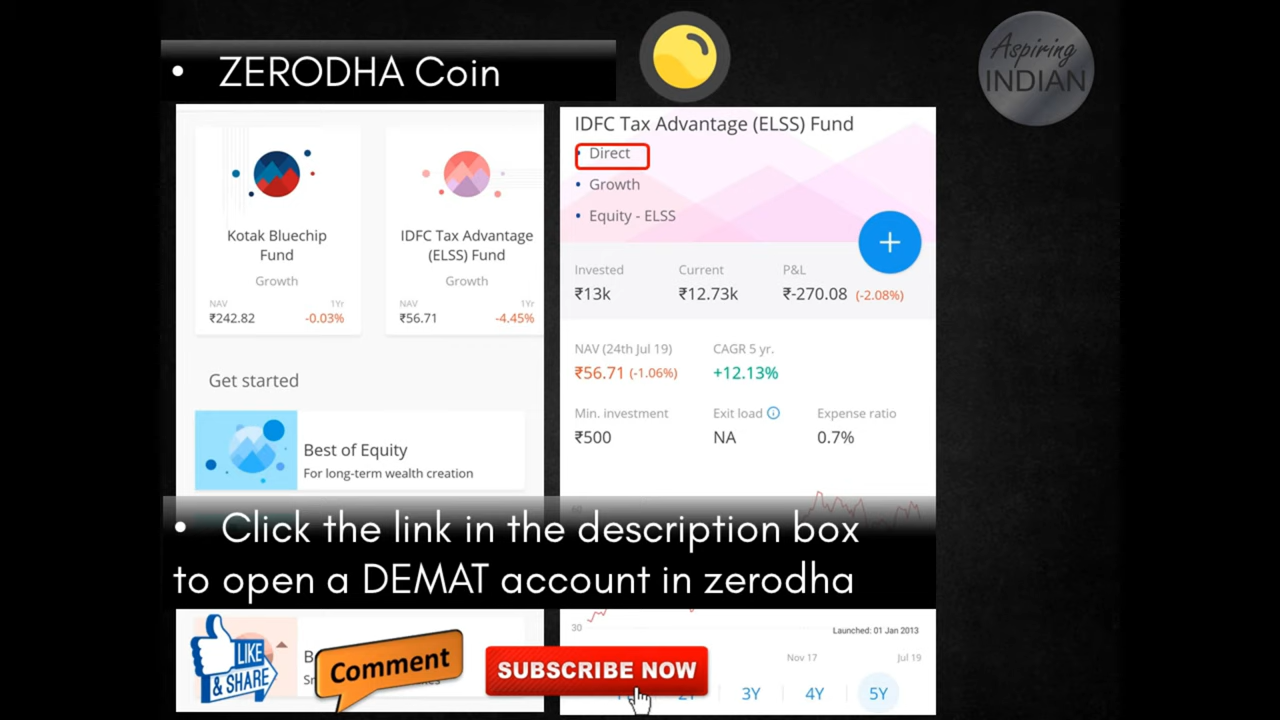 • ZERODHA Coin
Aspiring
INDIAN
Kotak Bluechip
Fund
Growth
NAV 1Yr
₹242.82 -0.03%
IDFC Tax Advantage
(ELSS) Fund
Growth
NAV 1Yr
₹56.71 -4.45%
Get started
Best of Equity
For long-term wealth creation
IDFC Tax Advantage (ELSS) Fund
• Direct
• Growth
• Equity - ELSS
+
Invested Current P&L
₹13k ₹12.73k ₹-270.08 (-2.08%)
NAV (24th Jul 19) CAGR 5 yr.
₹56.71 (-1.06%) +12.13%
Min. investment Exit load Expense ratio
₹500 NA 0.7%
• Click the link in the description box
to open a DEMAT account in zerodha
30
Launched: 01 Jan 2013
Nov 17 Jul 19
3Y 4Y 5Y
LIKE
& SHARE
Comment
SUBSCRIBE NOW